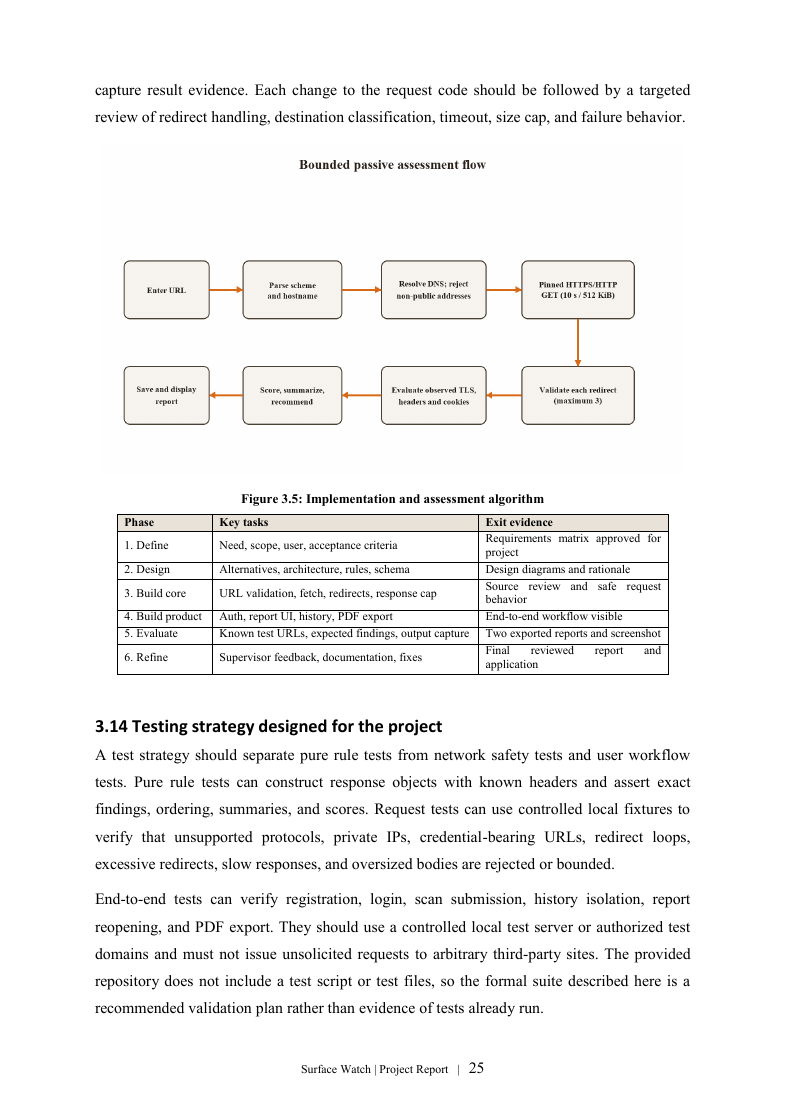 capture result evidence. Each change to the request code should be followed by a targeted
review of redirect handling, destination classification, timeout, size cap, and failure behavior.
Bounded passive assessment flow
Enter URL
Parse scheme
and hostname
Resolve DNS; reject
non-public addresses
Pinned HTTPS/HTTP
GET (10 s / 512 KiB)
Save and display
report
Score, summarize,
recommend
Evaluate observed TLS,
headers and cookies
Validate each redirect
(maximum 3)
Figure 3.5: Implementation and assessment algorithm
Phase Key tasks Exit evidence
1. Define Need, scope, user, acceptance criteria Requirements matrix approved for
project
2. Design Alternatives, architecture, rules, schema Design diagrams and rationale
3. Build core URL validation, fetch, redirects, response cap Source review and safe request
behavior
4. Build product Auth, report UI, history, PDF export End-to-end workflow visible
5. Evaluate Known test URLs, expected findings, output capture Two exported reports and screenshot
6. Refine Supervisor feedback, documentation, fixes Final reviewed report and
application
3.14 Testing strategy designed for the project
A test strategy should separate pure rule tests from network safety tests and user workflow
tests. Pure rule tests can construct response objects with known headers and assert exact
findings, ordering, summaries, and scores. Request tests can use controlled local fixtures to
verify that unsupported protocols, private IPs, credential-bearing URLs, redirect loops,
excessive redirects, slow responses, and oversized bodies are rejected or bounded.
End-to-end tests can verify registration, login, scan submission, history isolation, report
reopening, and PDF export. They should use a controlled local test server or authorized test
domains and must not issue unsolicited requests to arbitrary third-party sites. The provided
repository does not include a test script or test files, so the formal suite described here is a
recommended validation plan rather than evidence of tests already run.
Surface Watch | Project Report | 25